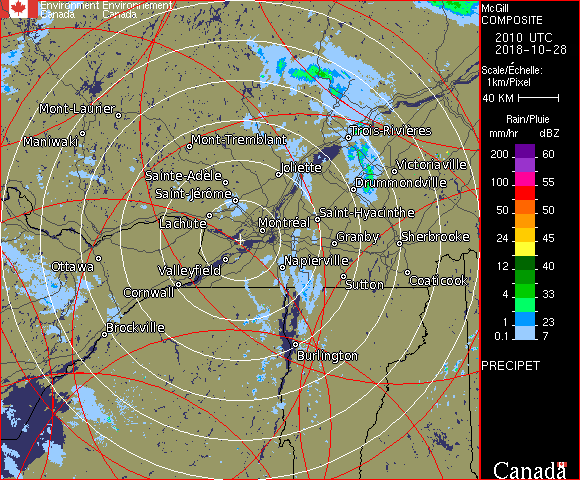 Environment Environnement
Canada Canada
McGill
COMPOSITE
2010 UTC
2018-10-28
Scale/Échelle:
1km/Pixel
40 KM
Rain/Pluie
mm/hr dBZ
200 60
100 55
50 50
24 45
12 40
4 33
1 23
0.1 7
PRECIPET
Canada
Mont-Laurier
Trois-Rivières
Maniwaki
Mont-Tremblant
Victoriaville
Joliette
Sainte-Adèle
Drummondville
Saint-Jérôme
Saint-Hyacinthe
Lachute
Montréal
Granby
Sherbrooke
Ottawa
Napierville
Valleyfield
Sutton
Coaticook
Cornwall
Brockville
Burlington